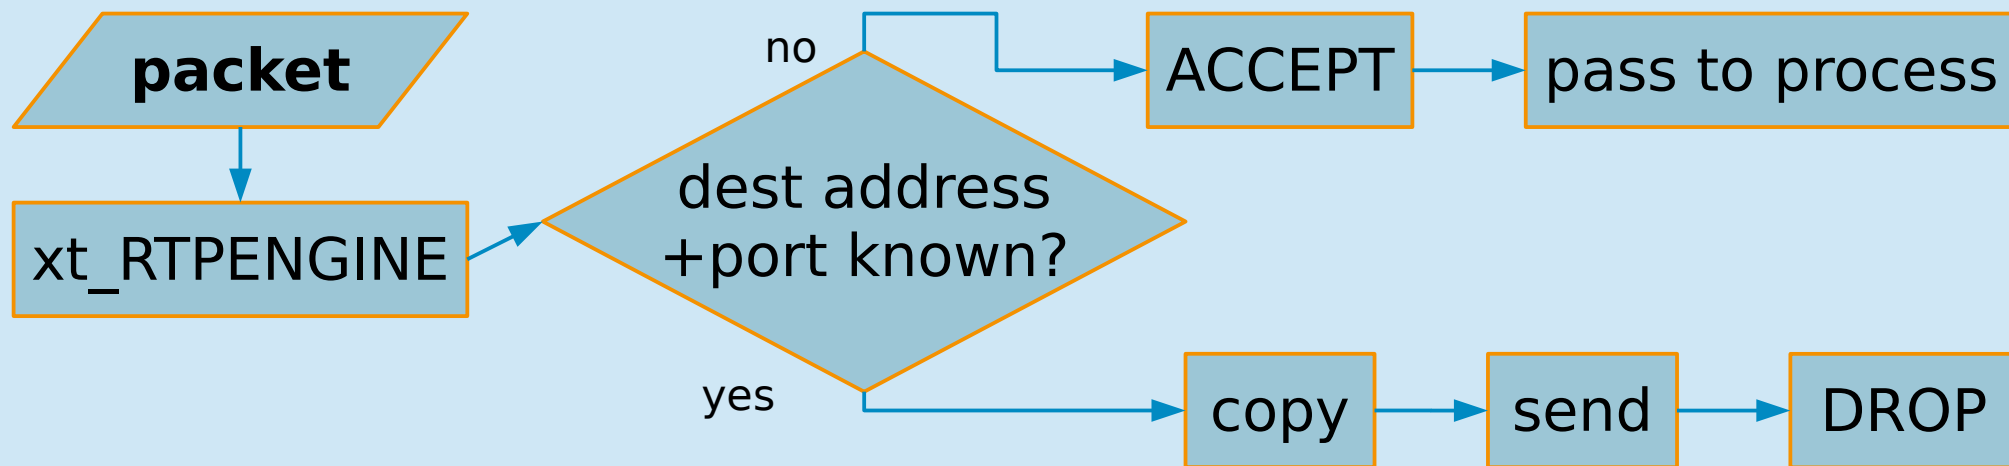 packet
xt_RTPENGINE
dest address
+port known?
no
ACCEPT
pass to process
yes
copy
send
DROP